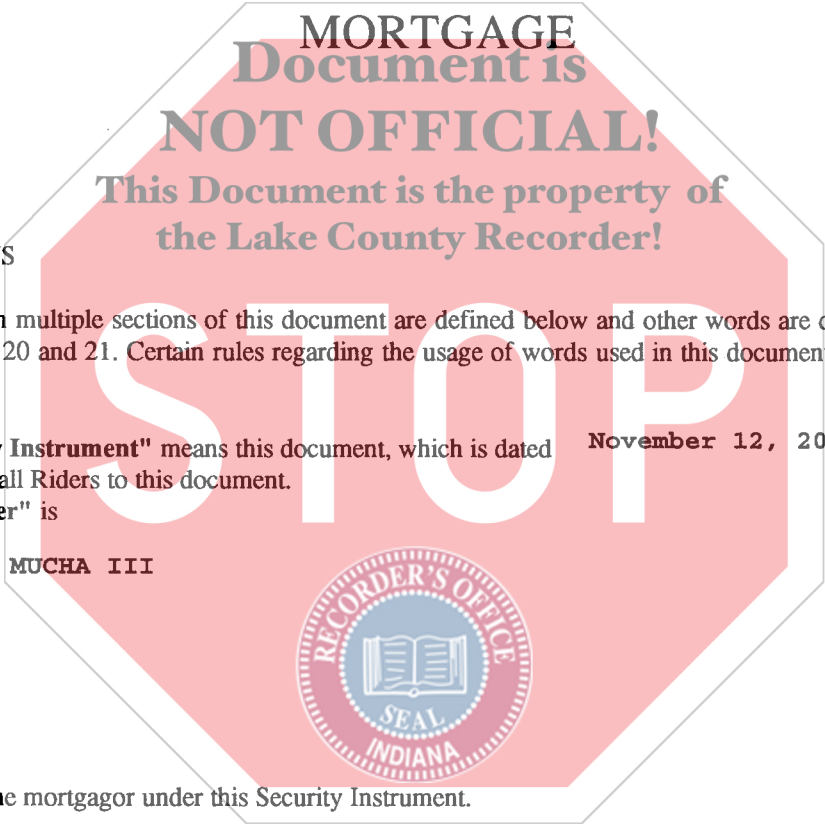 MORTGAGE
Document is
NOT OFFICIAL!
This Document is the property of
the Lake County Recorder!
S
multiple sections of this document are defined below and other words are
20 and 21. Certain rules regarding the usage of words used in this document
Instrument" means this document, which is dated November 12, 20
all Riders to this document.
er" is
MUCHA III
STOP
RECORDER'S OFFICE
SEAL
INDIANA
e mortgagor under this Security Instrument.